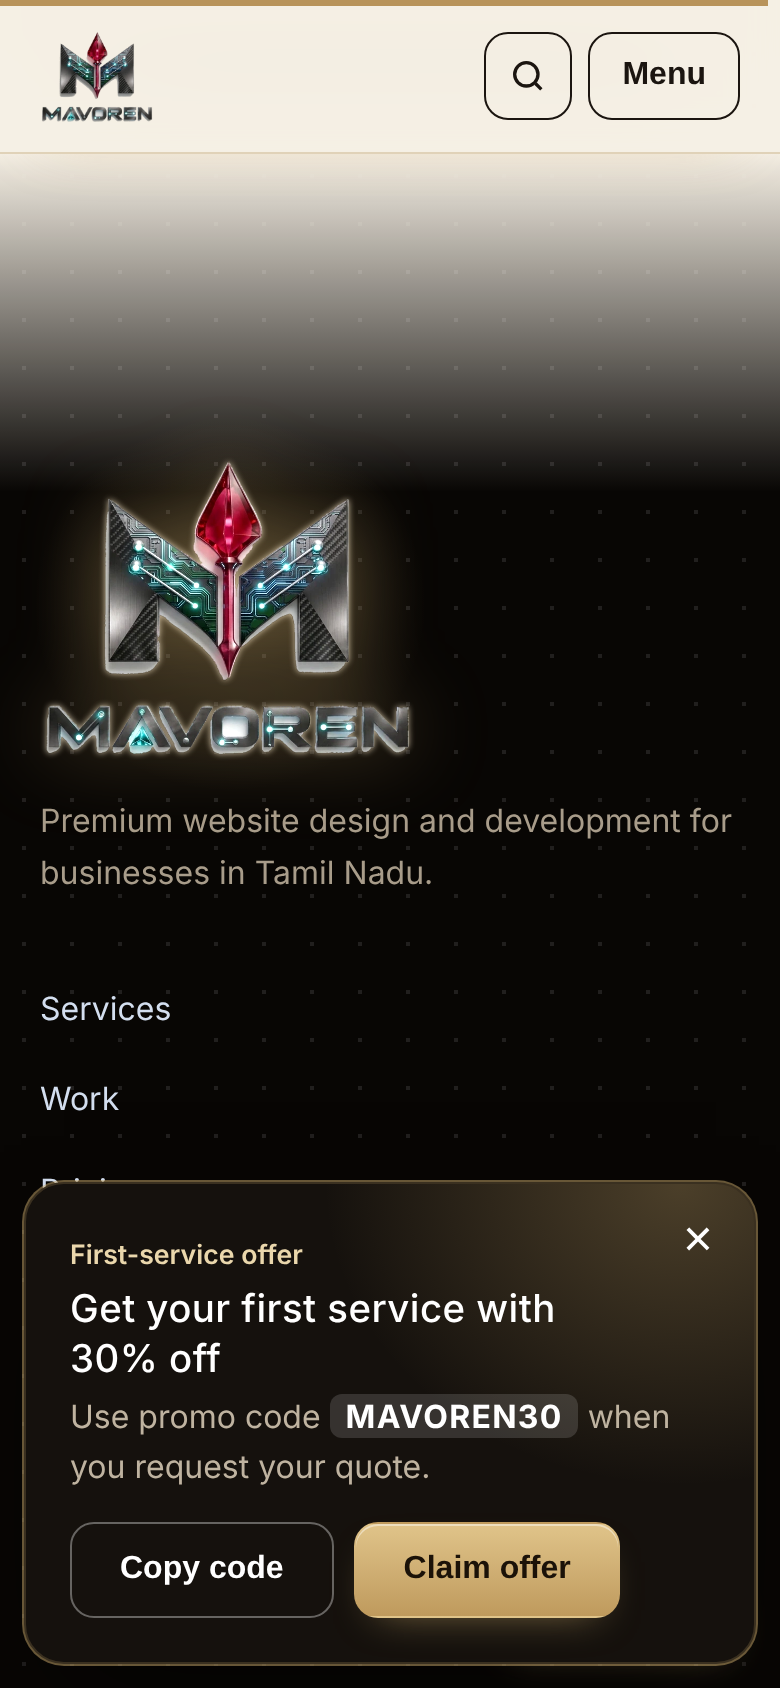 MAVOREN
Menu
MAVOREN
Premium website design and development for
businesses in Tamil Nadu.
Services
Work
First-service offer
Get your first service with
30% off
Use promo code MAVOREN30 when
you request your quote.
Copy code
Claim offer